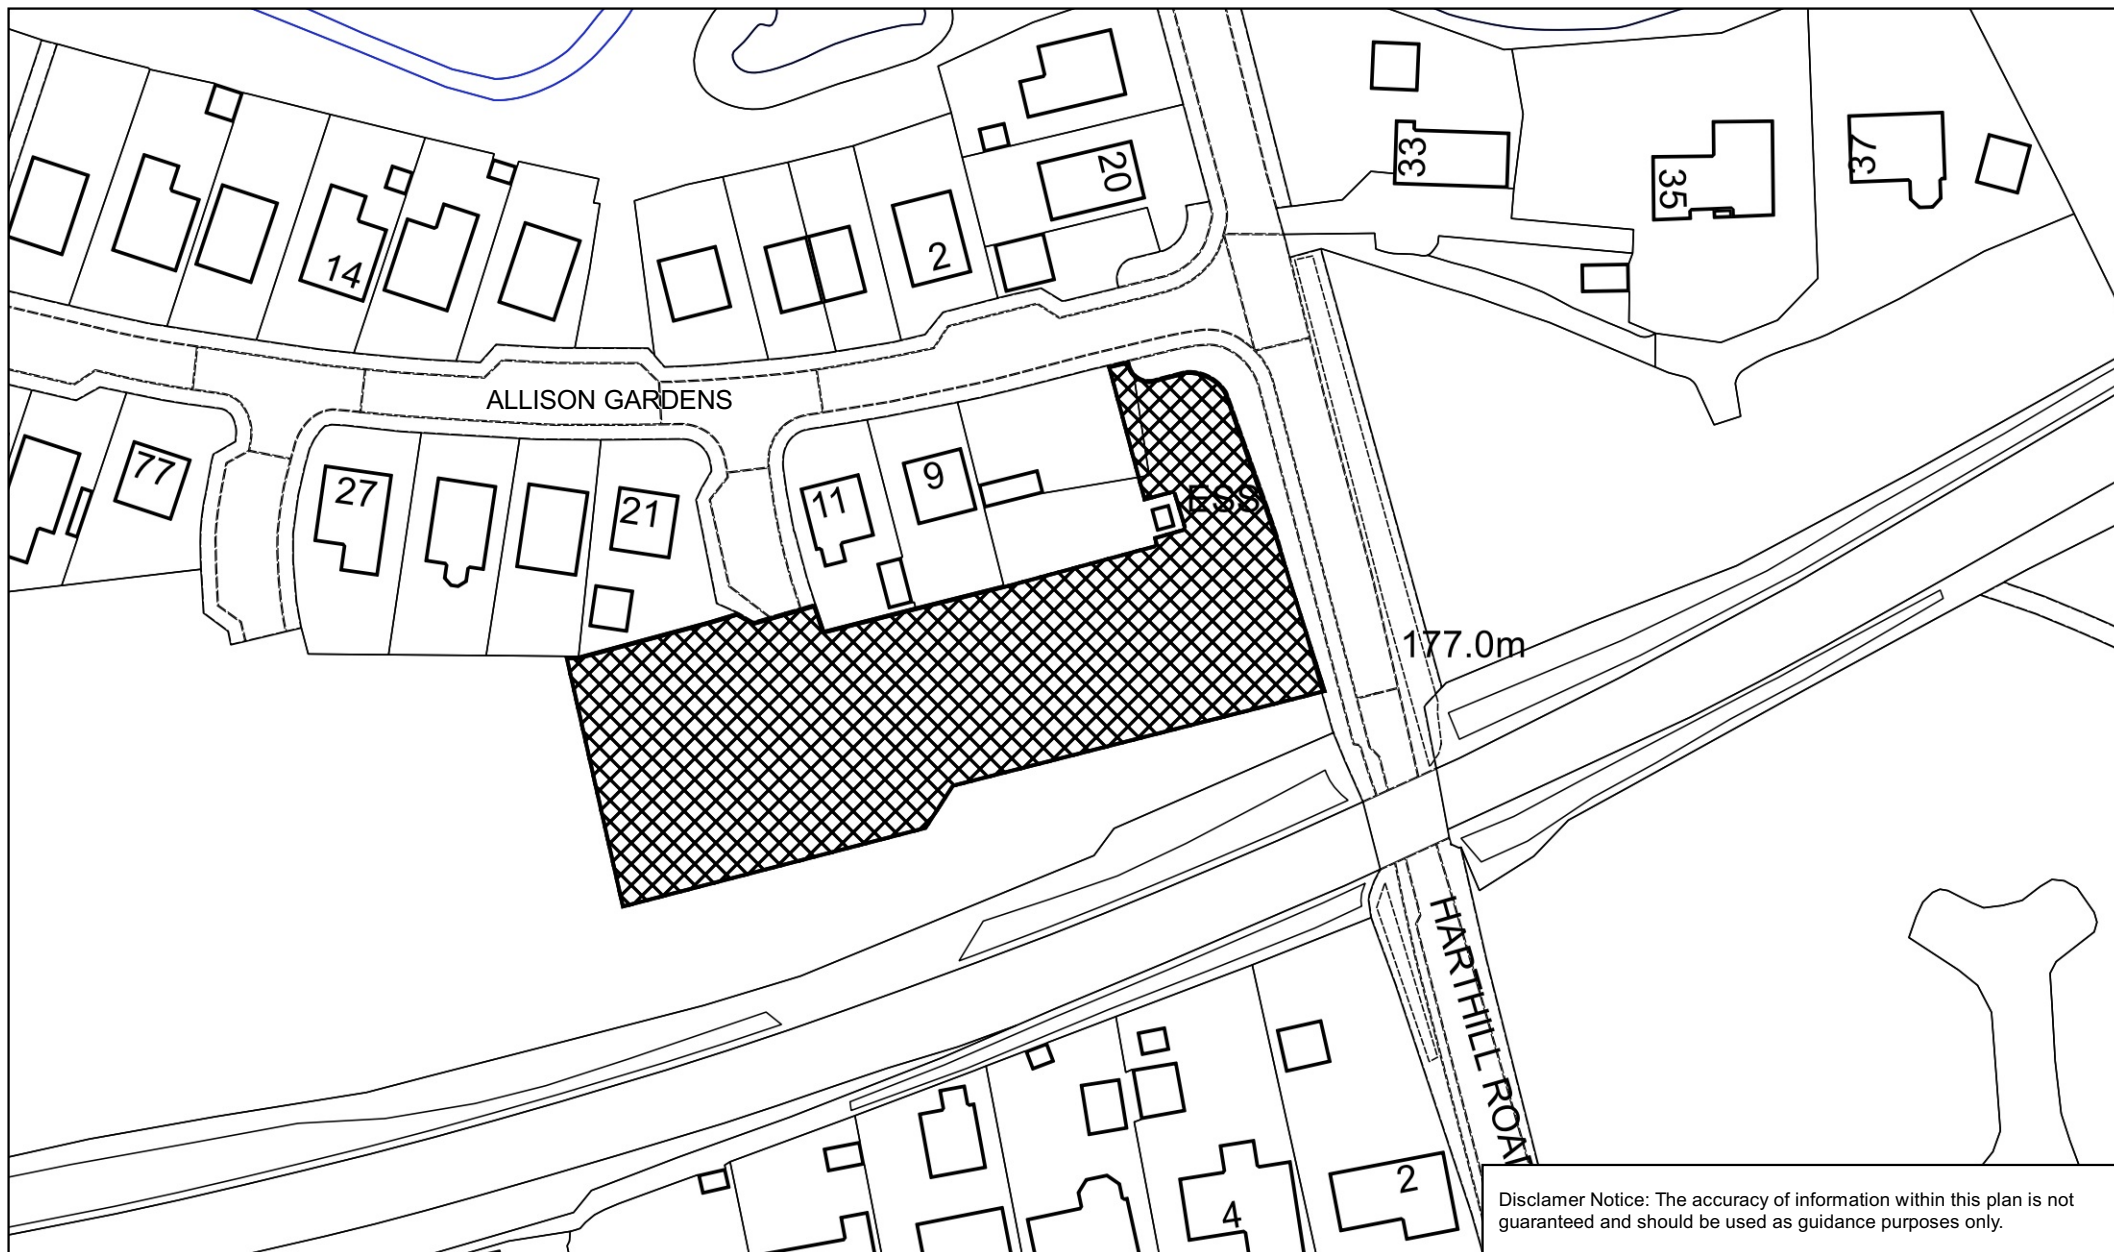 20
33
35
37
14
2
ALLISON GARDENS
77
27
21
11
9
ESS
177.0m
HARTHILL ROAD
4
2
Disclamer Notice: The accuracy of information within this plan is not
guaranteed and should be used as guidance purposes only.